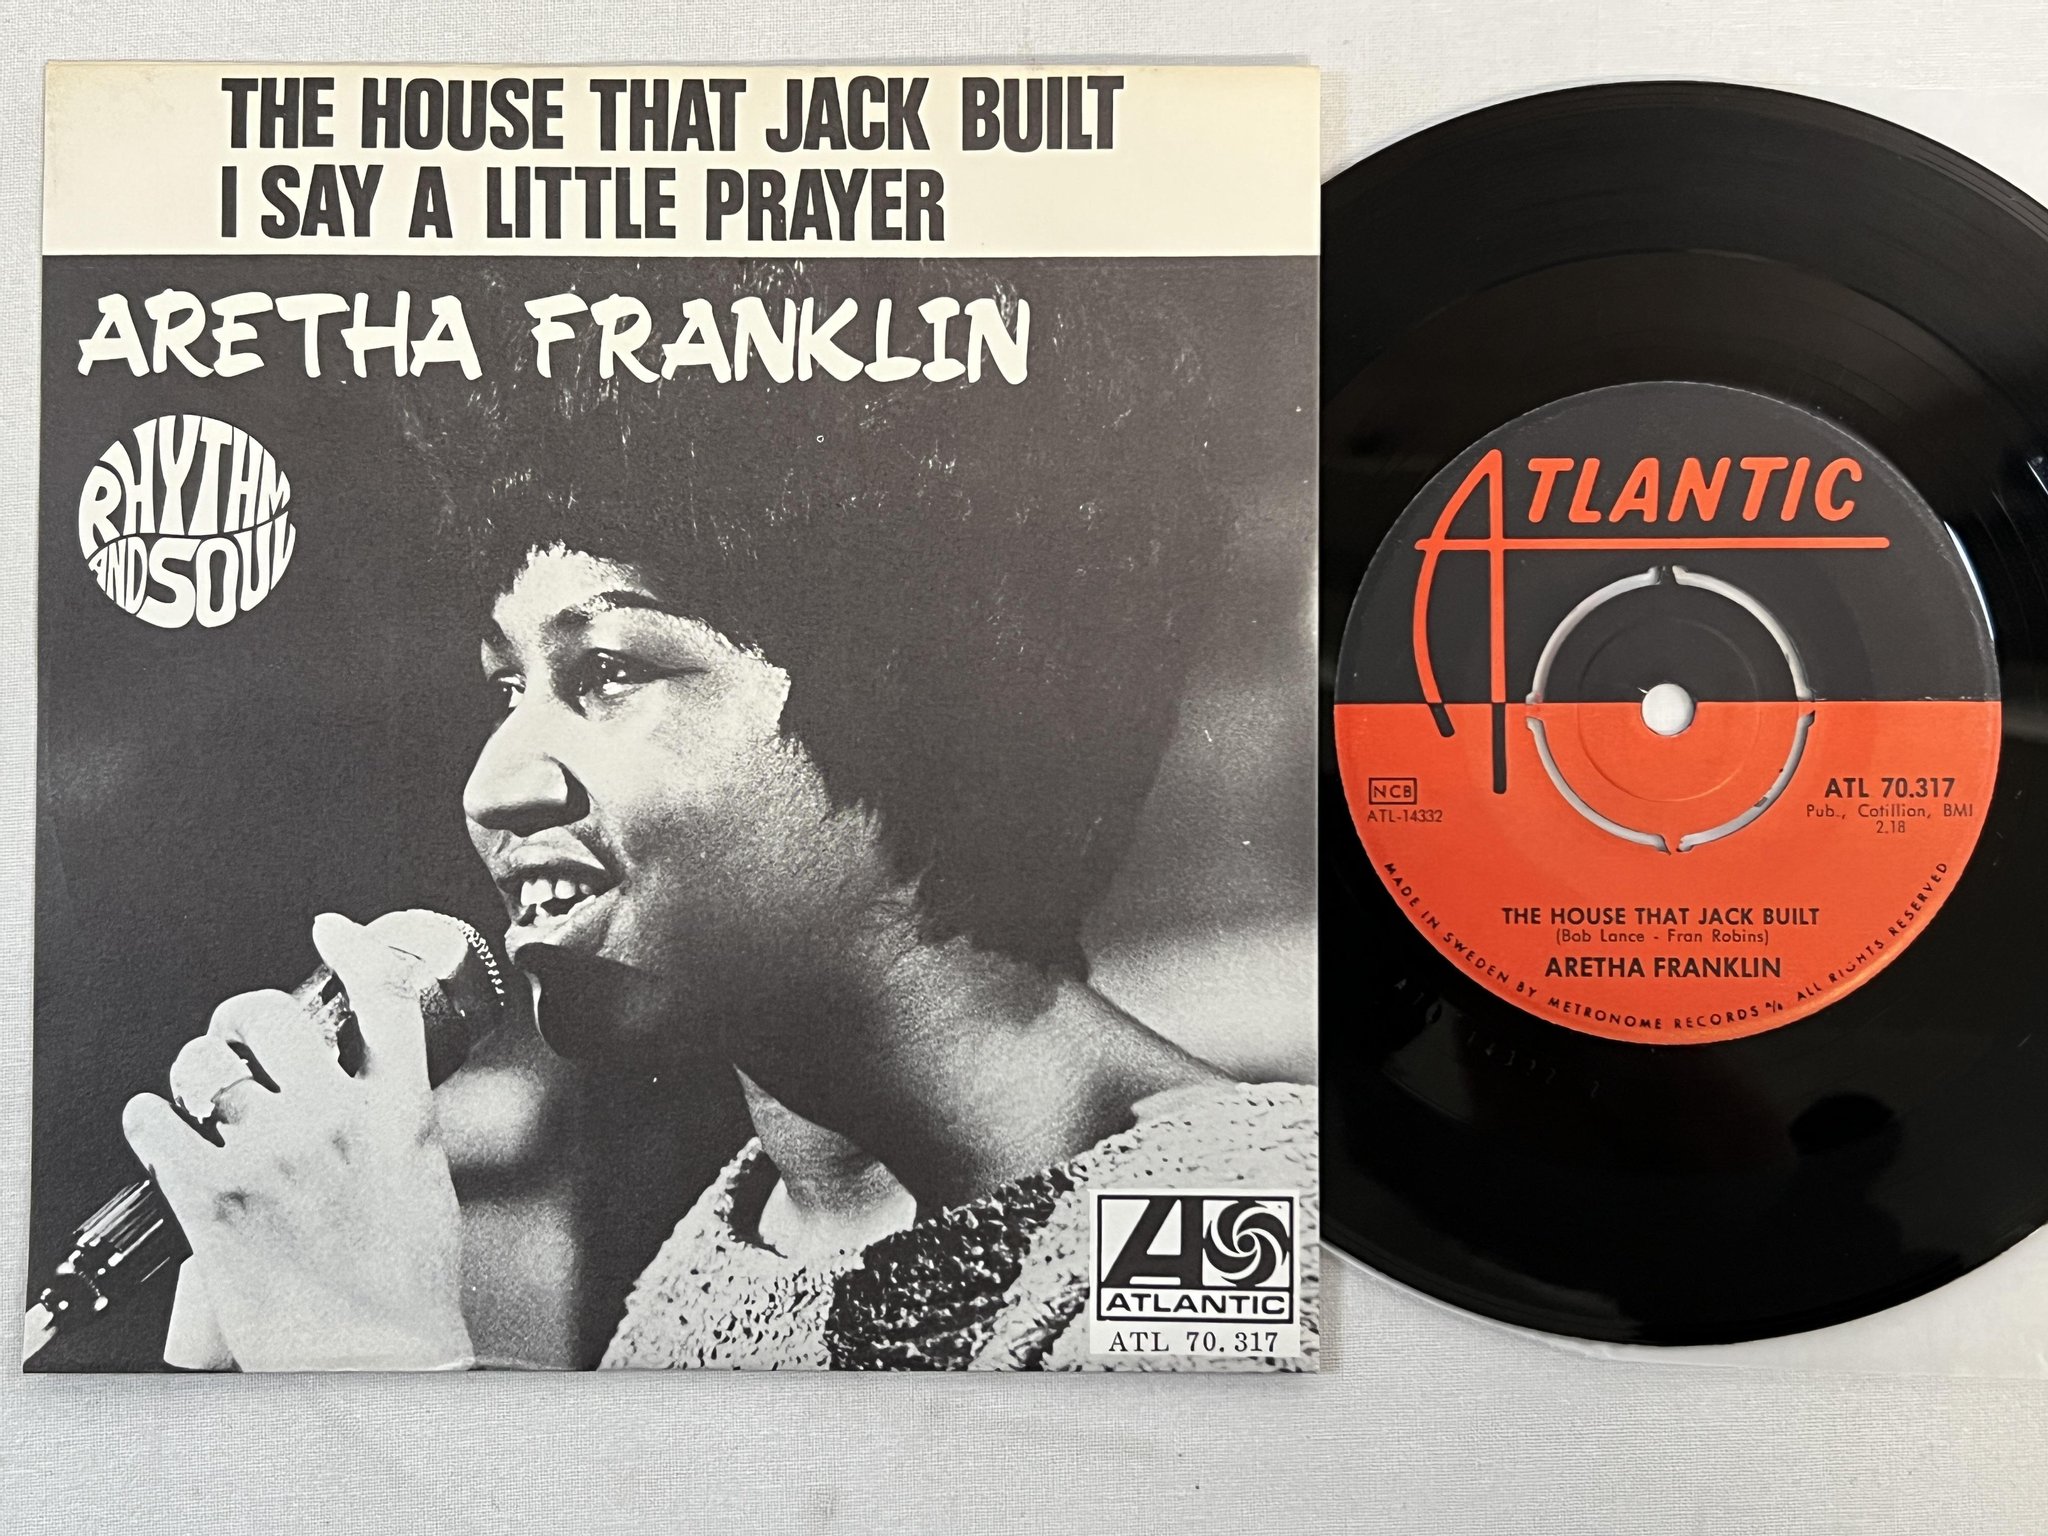 THE HOUSE THAT JACK BUILT
I SAY A LITTLE PRAYER
ARETHA FRANKLIN
RHYTHM
AND SOUL
ATLANTIC
ATL 70.317
ATLANTIC
NCB
ATL-14332
ATL 70.317
Pub., Cotillion, BMI
2.18
THE HOUSE THAT JACK BUILT
(Bob Lance - Fran Robins)
ARETHA FRANKLIN
MADE IN SWEDEN BY METRONOME RECORDS A/B ALL RIGHTS RESERVED